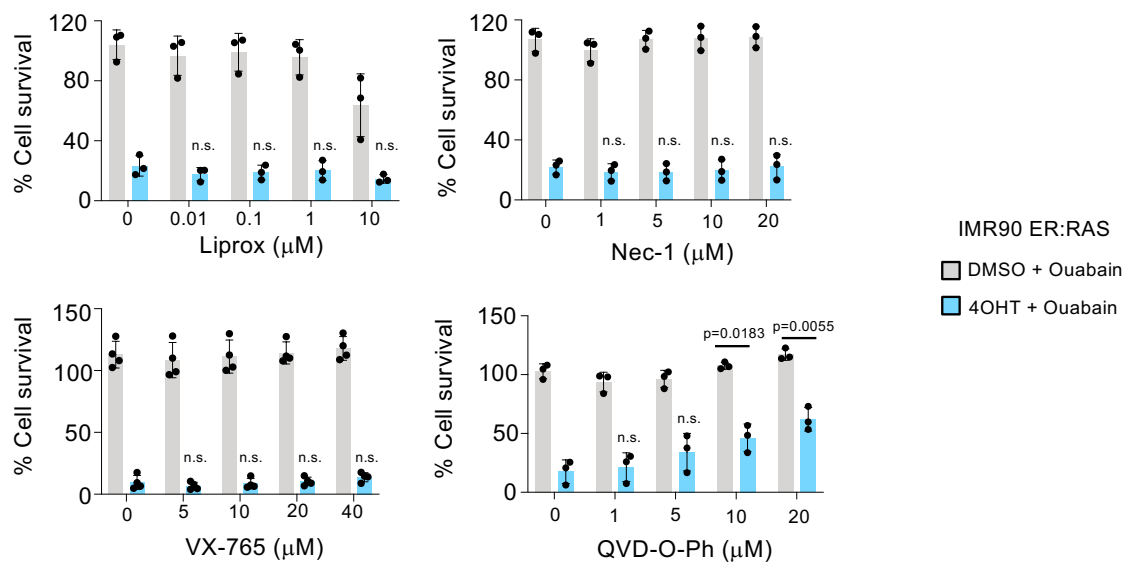 120
80
40
0
% Cell survival
n.s.
n.s.
n.s.
n.s.
0
0.01
0.1
1
10
Liprox (μM)
120
80
40
0
% Cell survival
n.s.
n.s.
n.s.
n.s.
0
1
5
10
20
Nec-1 (μM)
IMR90 ER:RAS
DMSO + Ouabain
4OHT + Ouabain
150
100
50
0
% Cell survival
n.s.
n.s.
n.s.
n.s.
0
5
10
20
40
VX-765 (μM)
150
100
50
0
% Cell survival
n.s.
n.s.
p=0.0183
p=0.0055
0
1
5
10
20
QVD-O-Ph (μM)